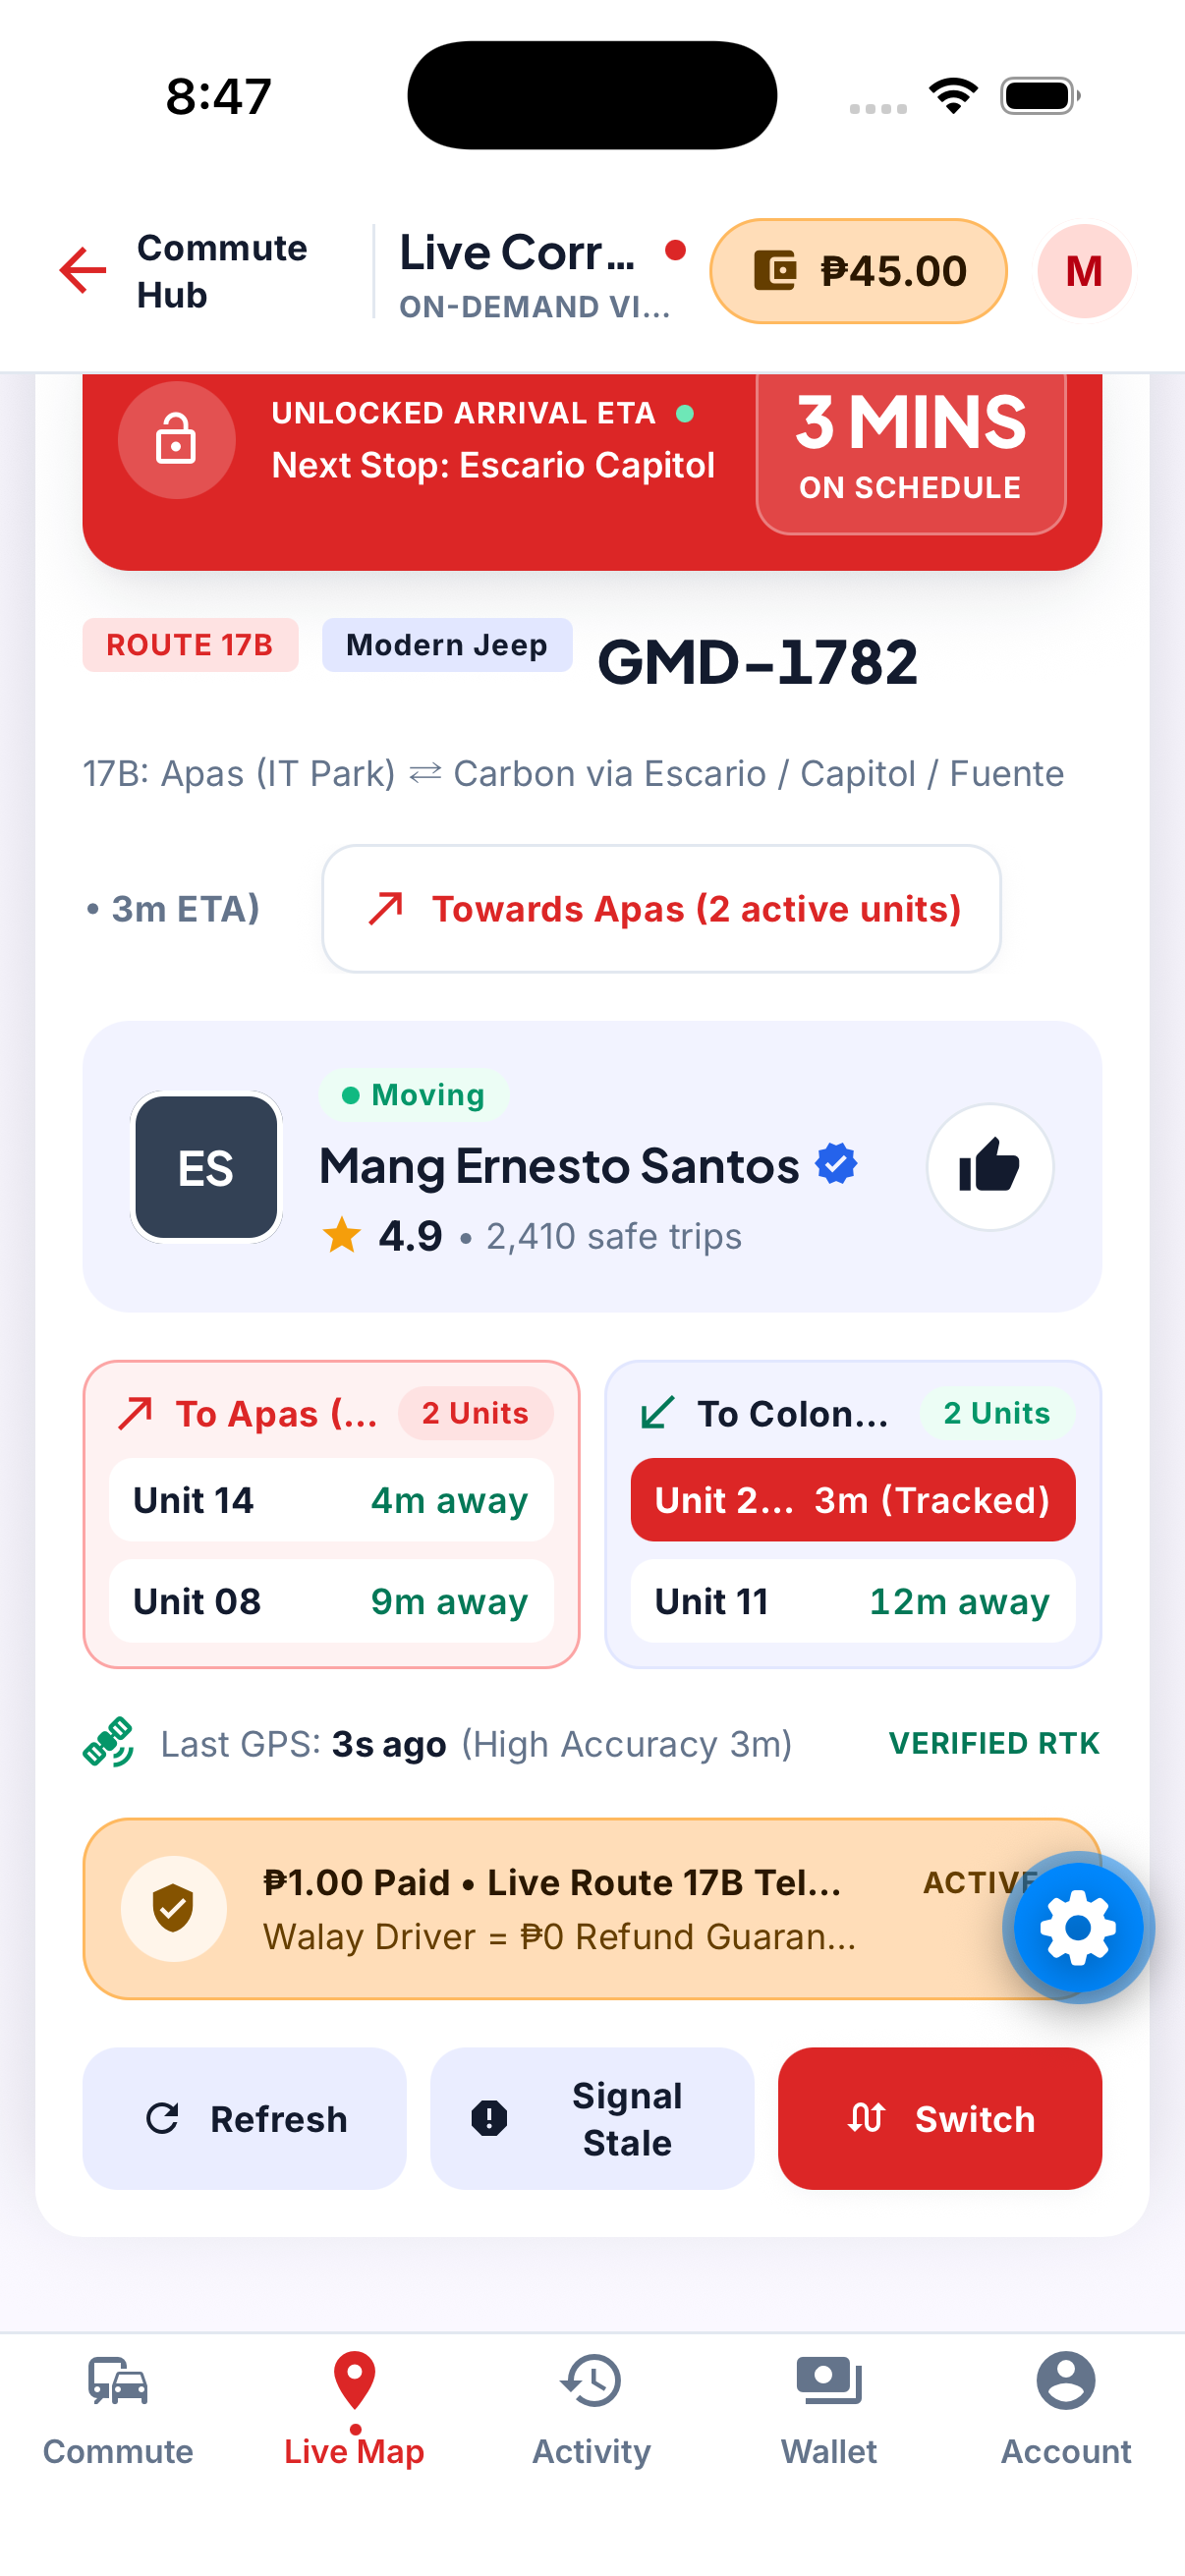 8:47
Commute
Hub
Live Corr...
ON-DEMAND VI...
₱45.00
M
UNLOCKED ARRIVAL ETA
Next Stop: Escario Capitol
3 MINS
ON SCHEDULE
ROUTE 17B
Modern Jeep
GMD-1782
17B: Apas (IT Park) ⇄ Carbon via Escario / Capitol / Fuente
• 3m ETA)
Towards Apas (2 active units)
ES
Moving
Mang Ernesto Santos
4.9 • 2,410 safe trips
To Apas (...
2 Units
Unit 14
4m away
Unit 08
9m away
To Colon...
2 Units
Unit 2...
3m (Tracked)
Unit 11
12m away
Last GPS: 3s ago (High Accuracy 3m)
VERIFIED RTK
₱1.00 Paid • Live Route 17B Tel...
ACTIVE
Walay Driver = ₱0 Refund Guaran...
Refresh
Signal
Stale
Switch
Commute
Live Map
Activity
Wallet
Account